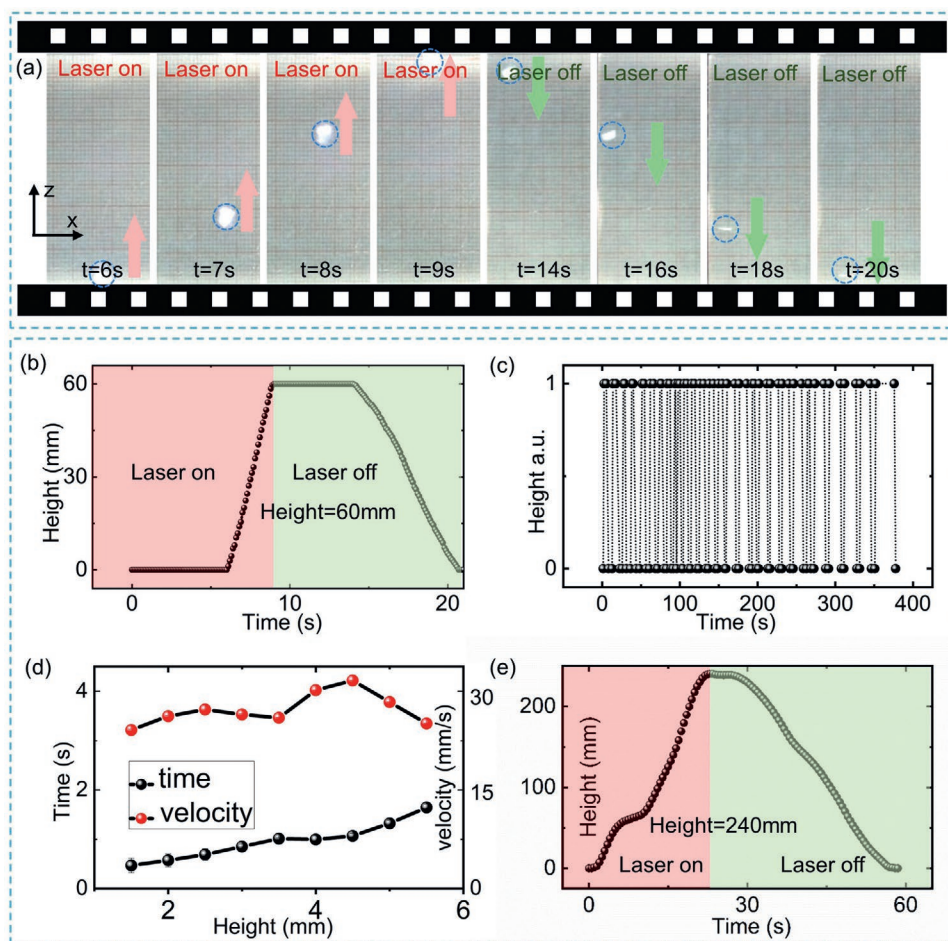 (a)
Laser on Laser on Laser on Laser on Laser off Laser off Laser off Laser off
z
x
t=6s t=7s t=8s t=9s t=14s t=16s t=18s t=20s
(b)
Height (mm)
60
30
0
Laser on
Laser off
Height=60mm
0 10 20
Time (s)
(c)
Height a.u.
1
0
0 100 200 300 400
Time (s)
(d)
Time (s)
4
2
0
time
velocity
30
15
0
velocity(mm/s)
2 4 6
Height (mm)
(e)
Height (mm)
200
100
0
Height=240mm
Laser on Laser off
0 30 60
Time (s)